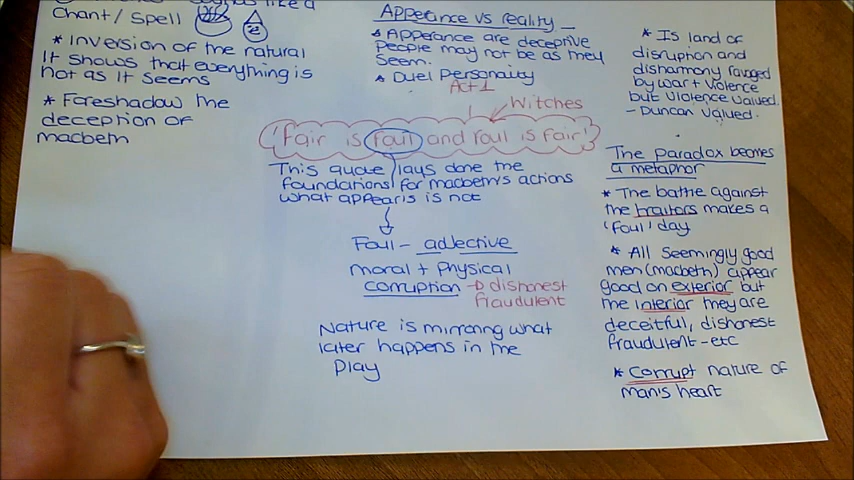 Chant / Spell
* Inversion of the natural
It shows that everything is
not as it seems
* Foreshadow the
deception of
macbeth
Appeance vs reality
* Apperance are deceptive
People may not be as they
seem.
* Duel Personality
Act 1
Witches
'Fair is foul and foul is fair'
This quote lays done the
foundations for macbeth's actions
what appearis is not
Foul - adjective
moral + physical
corruption → dishonest
fraudulent
Nature is mirroring what
later happens in the
play
* Is land of
disruption and
disharmony ravaged
by war + violence
but violence valued.
- Duncan valued.
The paradox becomes
a metaphor
* The battle against
the traitors makes a
'foul' day
* All seemingly good
men (macbeth) appear
good on exterior but
the interior they are
deceitful, dishonest
fraudulent - etc
* Corrupt nature of
man's heart